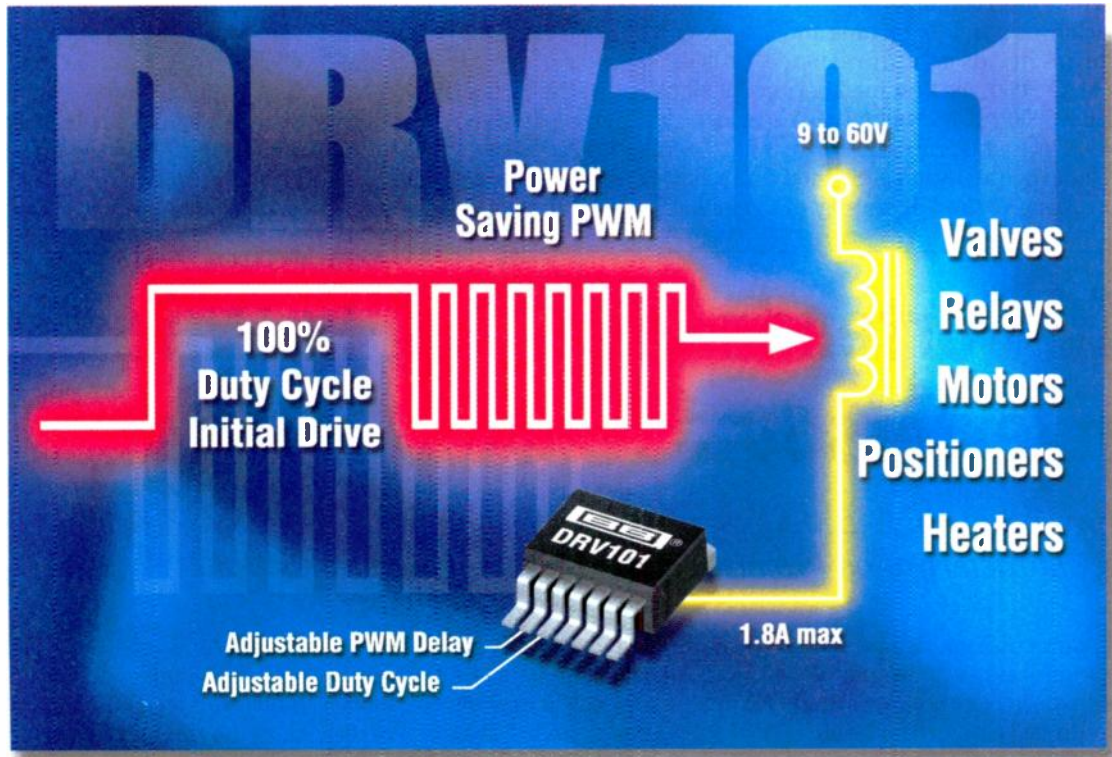 DRV101
9 to 60V
Power
Saving PWM
Valves
Relays
Motors
Positioners
Heaters
100%
Duty Cycle
Initial Drive
BB®
DRV101
1.8A max
Adjustable PWM Delay
Adjustable Duty Cycle